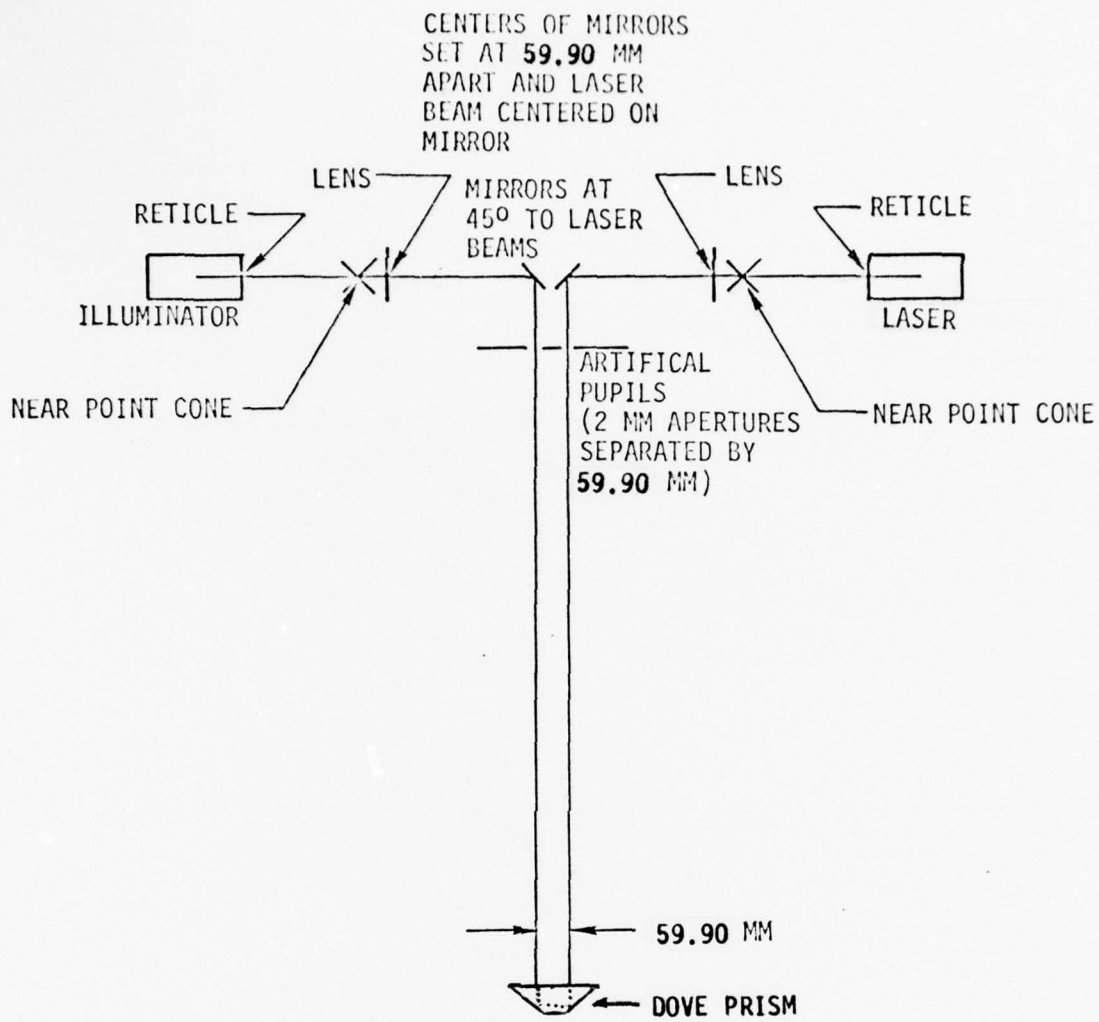 CENTERS OF MIRRORS
SET AT 59.90 MM
APART AND LASER
BEAM CENTERED ON
MIRROR
LENS
MIRRORS AT
45º TO LASER
BEAMS
LENS
RETICLE
RETICLE
ILLUMINATOR
LASER
NEAR POINT CONE
ARTIFICAL
PUPILS
(2 MM APERTURES
SEPARATED BY
59.90 MM)
NEAR POINT CONE
59.90 MM
DOVE PRISM